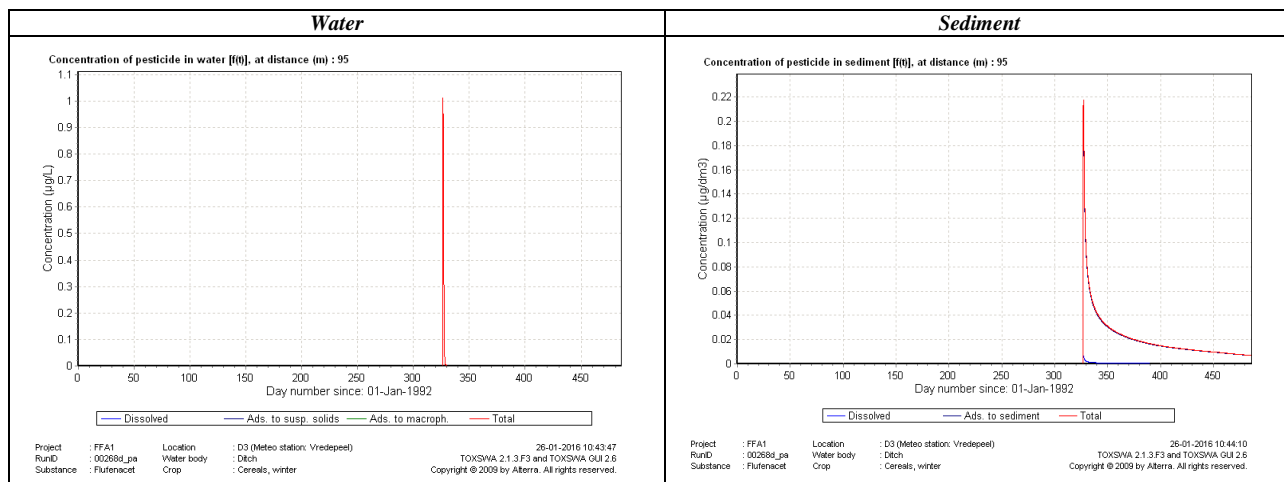 Water
Sediment
Concentration of pesticide in water [f(t)], at distance (m) : 95
Concentration (µg/L)
1.1
1
0.9
0.8
0.7
0.6
0.5
0.4
0.3
0.2
0.1
0
0 50 100 150 200 250 300 350 400 450
Day number since: 01-Jan-1992
Dissolved Ads. to susp. solids Ads. to macroph. Total
Project : FFA1 Location : D3 (Meteo station: Vredepeel) 26-01-2016 10:43:47
RunID : 00268d_pa Water body : Ditch TOXSWA 2.1.3.F3 and TOXSWA GUI 2.6
Substance : Flufenacet Crop : Cereals, winter Copyright © 2009 by Alterra. All rights reserved.
Concentration of pesticide in sediment [f(t)], at distance (m) : 95
Concentration (µg/dm3)
0.22
0.2
0.18
0.16
0.14
0.12
0.1
0.08
0.06
0.04
0.02
0
0 50 100 150 200 250 300 350 400 450
Day number since: 01-Jan-1992
Dissolved Ads. to sediment Total
Project : FFA1 Location : D3 (Meteo station: Vredepeel) 26-01-2016 10:44:10
RunID : 00268d_pa Water body : Ditch TOXSWA 2.1.3.F3 and TOXSWA GUI 2.6
Substance : Flufenacet Crop : Cereals, winter Copyright © 2009 by Alterra. All rights reserved.